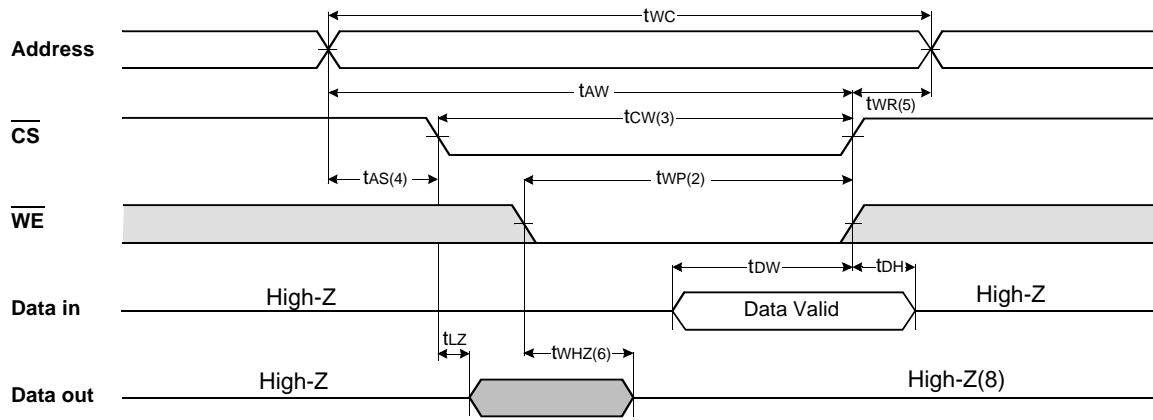 tWC
Address
tAW
tWR(5)
tCW(3)
CS
tAS(4)
tWP(2)
WE
tDW
tDH
High-Z
Data Valid
High-Z
Data in
tLZ
tWHZ(6)
High-Z
High-Z(8)
Data out